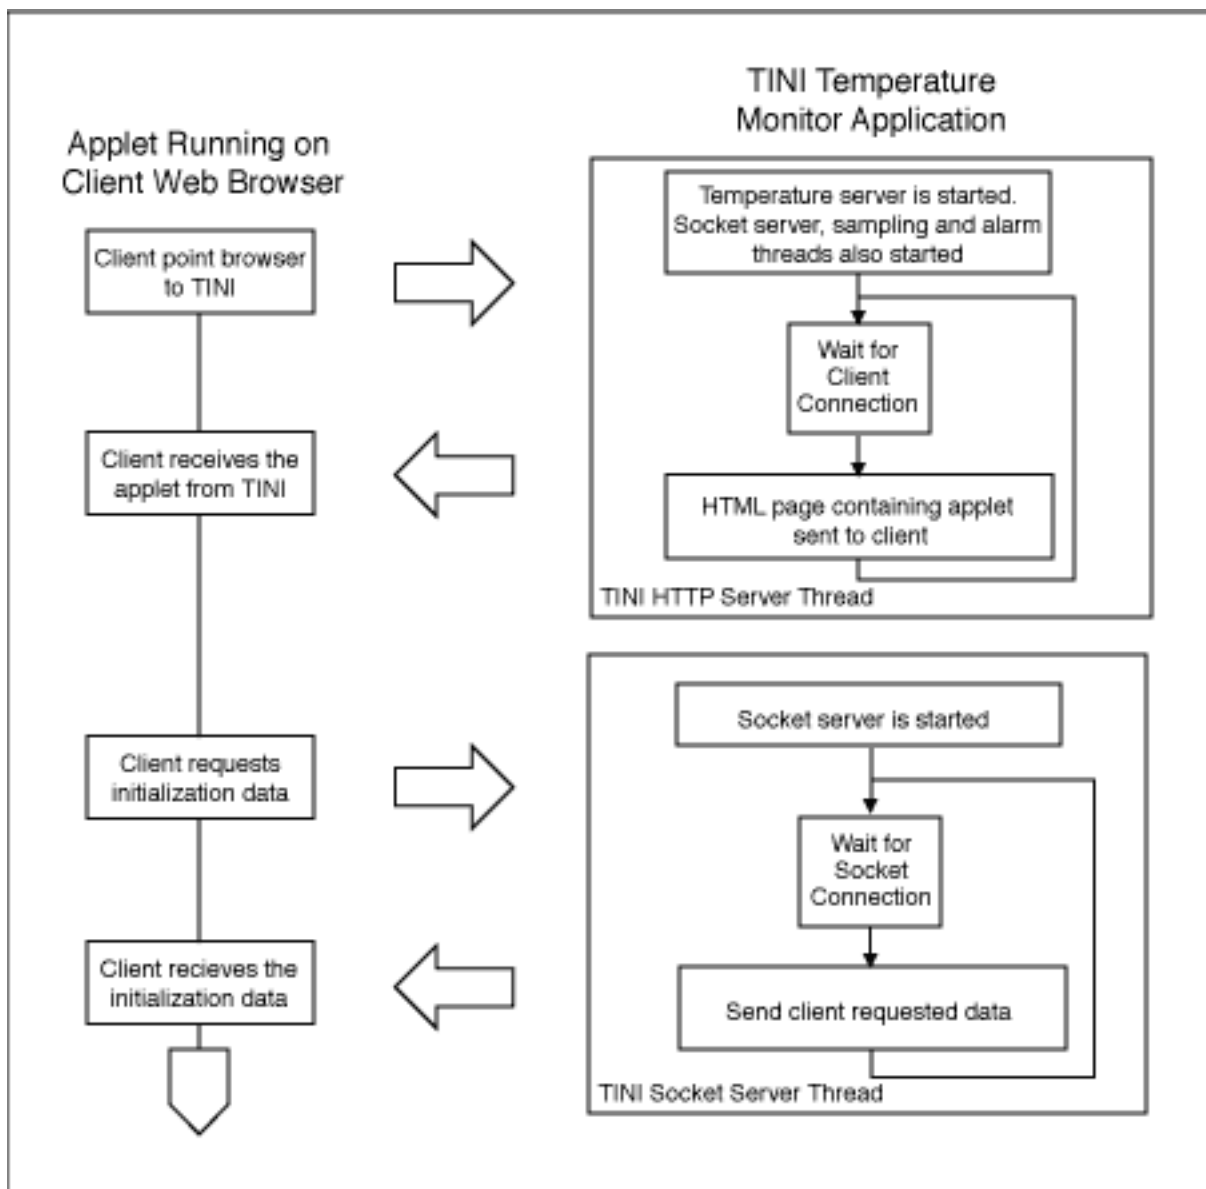 Applet Running on
Client Web Browser
Client point browser
to TINI
Client receives the
applet from TINI
Client requests
initialization data
Client recieves the
initialization data
TINI Temperature
Monitor Application
Temperature server is started.
Socket server, sampling and alarm
threads also started
Wait for
Client
Connection
HTML page containing applet
sent to client
TINI HTTP Server Thread
Socket server is started
Wait for
Socket
Connection
Send client requested data
TINI Socket Server Thread